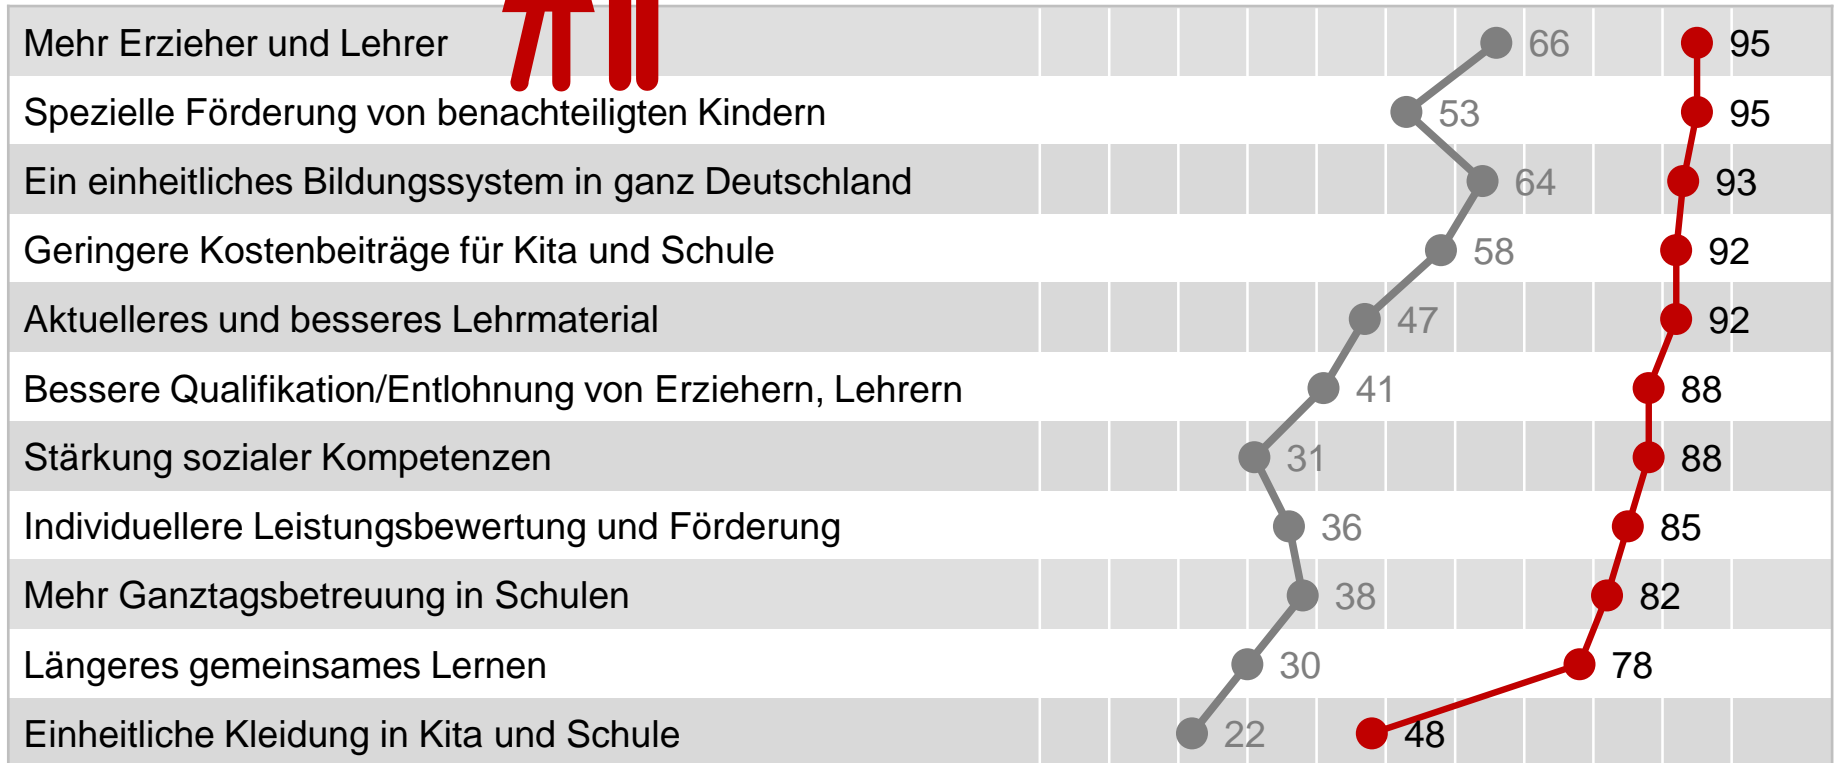 Mehr Erzieher und Lehrer 66 95
Spezielle Förderung von benachteiligten Kindern 53 95
Ein einheitliches Bildungssystem in ganz Deutschland 64 93
Geringere Kostenbeiträge für Kita und Schule 58 92
Aktuelleres und besseres Lehrmaterial 47 92
Bessere Qualifikation/Entlohnung von Erziehern, Lehrern 41 88
Stärkung sozialer Kompetenzen 31 88
Individuellere Leistungsbewertung und Förderung 36 85
Mehr Ganztagsbetreuung in Schulen 38 82
Längeres gemeinsames Lernen 30 78
Einheitliche Kleidung in Kita und Schule 22 48